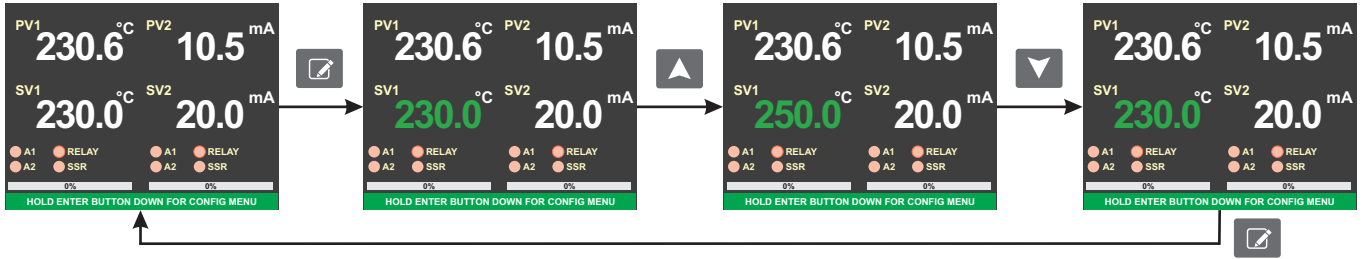 PV1 230.6 °C PV2 10.5 mA
SV1 230.0 °C SV2 20.0 mA
A1 RELAY A1 RELAY
A2 SSR A2 SSR
0% 0%
HOLD ENTER BUTTON DOWN FOR CONFIG MENU
PV1 230.6 °C PV2 10.5 mA
SV1 230.0 °C SV2 20.0 mA
A1 RELAY A1 RELAY
A2 SSR A2 SSR
0% 0%
HOLD ENTER BUTTON DOWN FOR CONFIG MENU
PV1 230.6 °C PV2 10.5 mA
SV1 250.0 °C SV2 20.0 mA
A1 RELAY A1 RELAY
A2 SSR A2 SSR
0% 0%
HOLD ENTER BUTTON DOWN FOR CONFIG MENU
PV1 230.6 °C PV2 10.5 mA
SV1 230.0 °C SV2 20.0 mA
A1 RELAY A1 RELAY
A2 SSR A2 SSR
0% 0%
HOLD ENTER BUTTON DOWN FOR CONFIG MENU